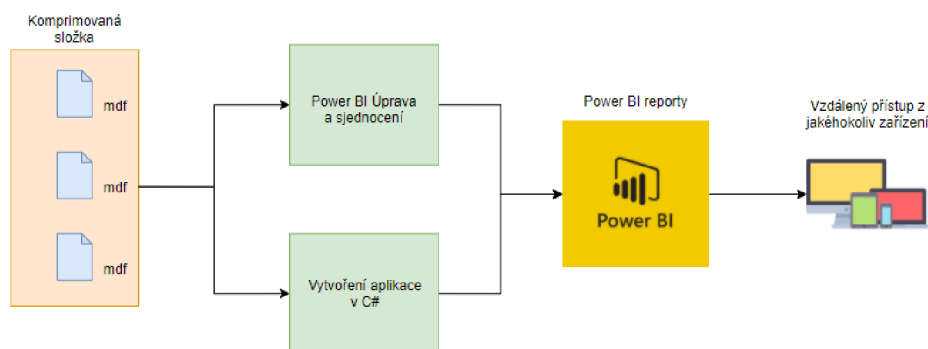 Komprimovaná
složka
mdf
mdf
mdf
Power BI Úprava
a sjednocení
Vytvoření aplikace
v C#
Power BI reporty
Power BI
Vzdálený přístup z
jakéhokoliv zařízení